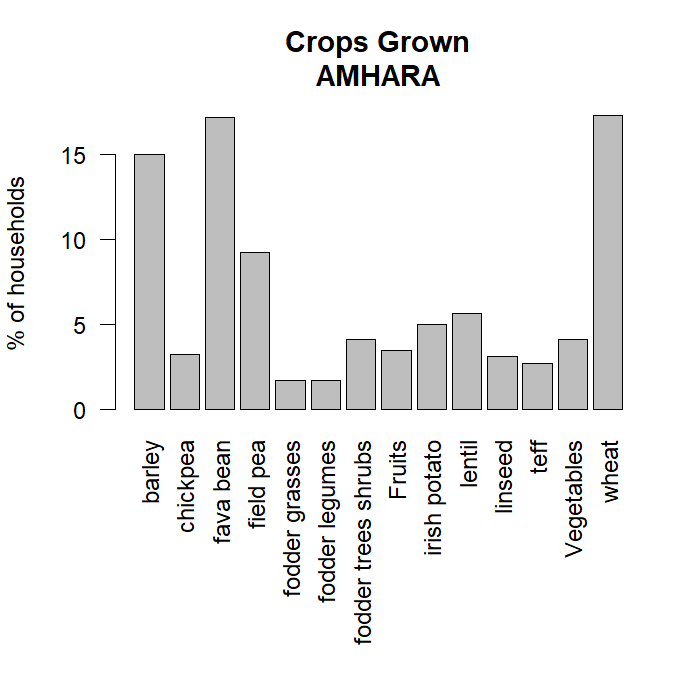 Crops Grown
AMHARA
% of households
15
10
5
0
barley
chickpea
fava bean
field pea
fodder grasses
fodder legumes
fodder trees shrubs
Fruits
irish potato
lentil
linseed
teff
Vegetables
wheat